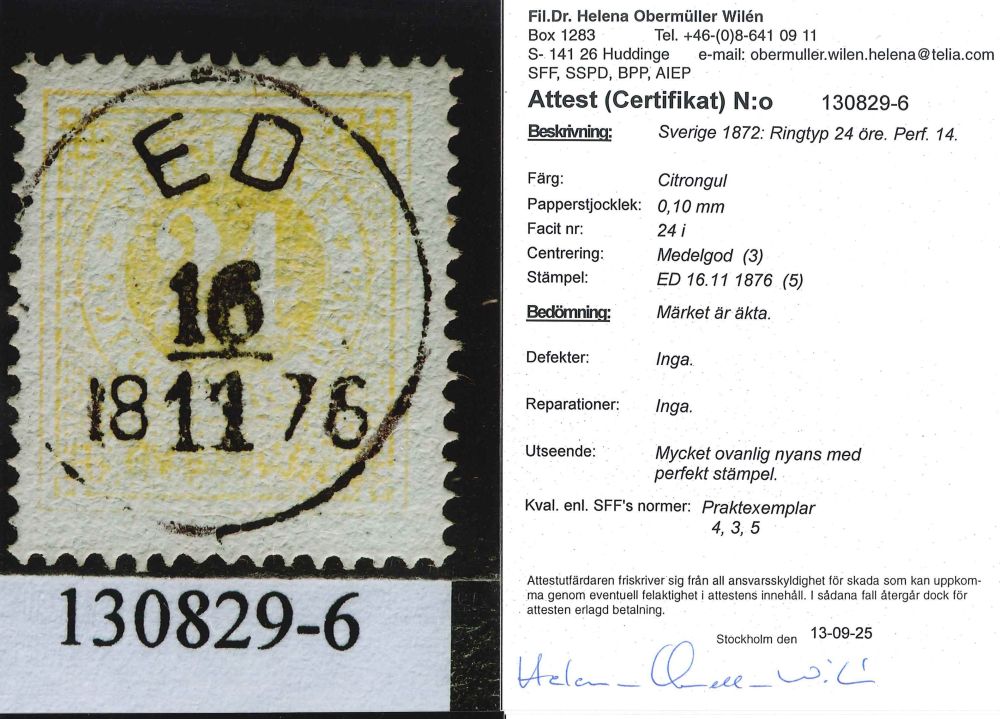 ED
24
16
18 11 76
130829-6
Fil.Dr. Helena Obermüller Wilén
Box 1283 Tel. +46-(0)8-641 09 11
S- 141 26 Huddinge e-mail: obermuller.wilen.helena@telia.com
SFF, SSPD, BPP, AIEP
Attest (Certifikat) N:o 130829-6
Beskrivning: Sverige 1872: Ringtyp 24 öre. Perf. 14.
Färg: Citrongul
Papperstjocklek: 0,10 mm
Facit nr: 24 i
Centrering: Medelgod (3)
Stämpel: ED 16.11 1876 (5)
Bedömning: Märket är äkta.
Defekter: Inga.
Reparationer: Inga.
Utseende: Mycket ovanlig nyans med
perfekt stämpel.
Kval. enl. SFF's normer: Praktexemplar
4, 3, 5
Attestutfärdaren friskriver sig från all ansvarsskyldighet för skada som kan uppkom-
ma genom eventuell felaktighet i attestens innehåll. I sådana fall återgår dock för
attesten erlagd betalning.
Stockholm den 13-09-25